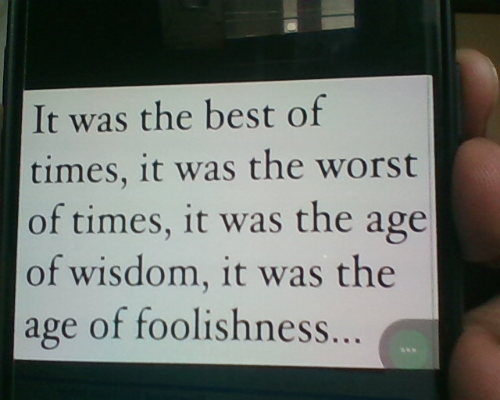 It was the best of
times, it was the worst
of times, it was the age
of wisdom, it was the
age of foolishness...